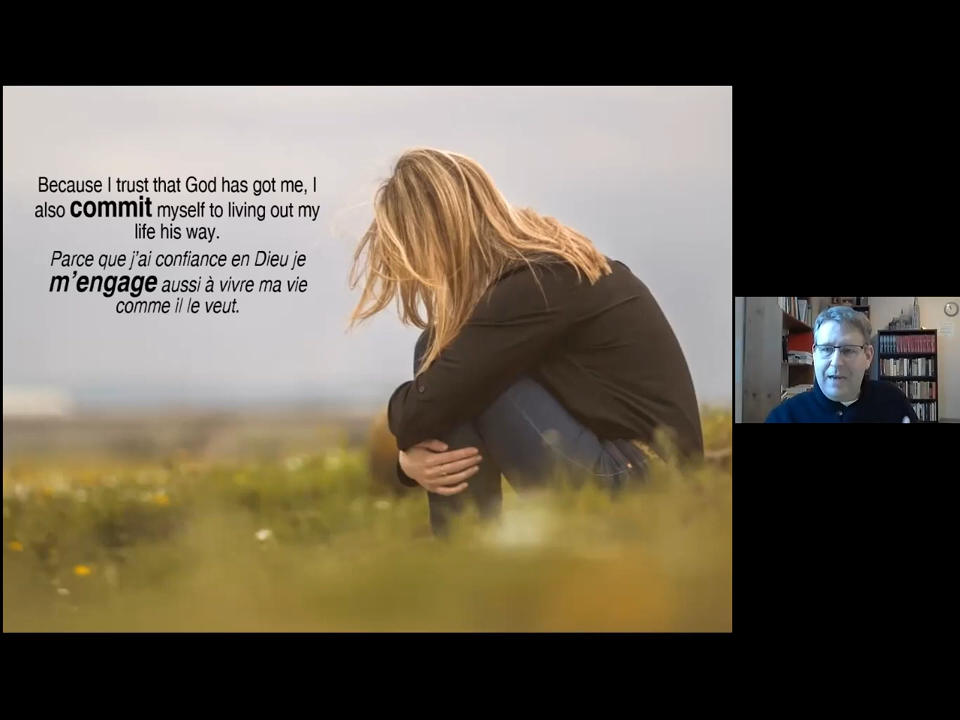 Because I trust that God has got me, I
also commit myself to living out my
life his way.
Parce que j'ai confiance en Dieu je
m'engage aussi à vivre ma vie
comme il le veut.